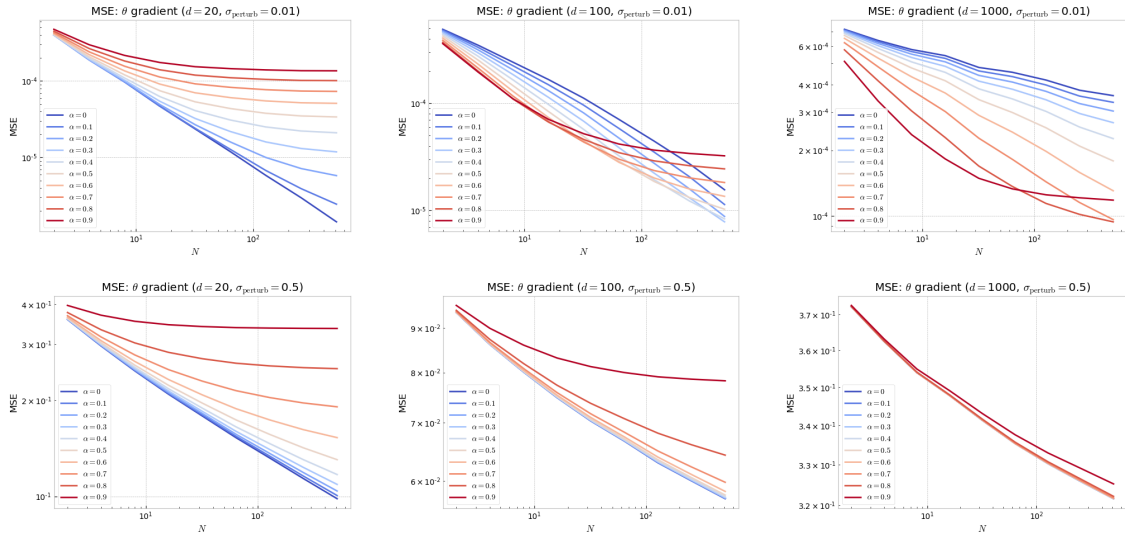 MSE: θ gradient (d = 20, σ_perturb = 0.01)
MSE
10⁻⁴
10⁻⁵
α = 0
α = 0.1
α = 0.2
α = 0.3
α = 0.4
α = 0.5
α = 0.6
α = 0.7
α = 0.8
α = 0.9
10¹
10²
N
MSE: θ gradient (d = 100, σ_perturb = 0.01)
MSE
10⁻⁴
10⁻⁵
α = 0
α = 0.1
α = 0.2
α = 0.3
α = 0.4
α = 0.5
α = 0.6
α = 0.7
α = 0.8
α = 0.9
10¹
10²
N
MSE: θ gradient (d = 1000, σ_perturb = 0.01)
MSE
6 × 10⁻⁴
4 × 10⁻⁴
3 × 10⁻⁴
2 × 10⁻⁴
10⁻⁴
α = 0
α = 0.1
α = 0.2
α = 0.3
α = 0.4
α = 0.5
α = 0.6
α = 0.7
α = 0.8
α = 0.9
10¹
10²
N
MSE: θ gradient (d = 20, σ_perturb = 0.5)
MSE
4 × 10⁻¹
3 × 10⁻¹
2 × 10⁻¹
10⁻¹
α = 0
α = 0.1
α = 0.2
α = 0.3
α = 0.4
α = 0.5
α = 0.6
α = 0.7
α = 0.8
α = 0.9
10¹
10²
N
MSE: θ gradient (d = 100, σ_perturb = 0.5)
MSE
9 × 10⁻²
8 × 10⁻²
7 × 10⁻²
6 × 10⁻²
α = 0
α = 0.1
α = 0.2
α = 0.3
α = 0.4
α = 0.5
α = 0.6
α = 0.7
α = 0.8
α = 0.9
10¹
10²
N
MSE: θ gradient (d = 1000, σ_perturb = 0.5)
MSE
3.7 × 10⁻¹
3.6 × 10⁻¹
3.5 × 10⁻¹
3.4 × 10⁻¹
3.3 × 10⁻¹
3.2 × 10⁻¹
α = 0
α = 0.1
α = 0.2
α = 0.3
α = 0.4
α = 0.5
α = 0.6
α = 0.7
α = 0.8
α = 0.9
10¹
10²
N